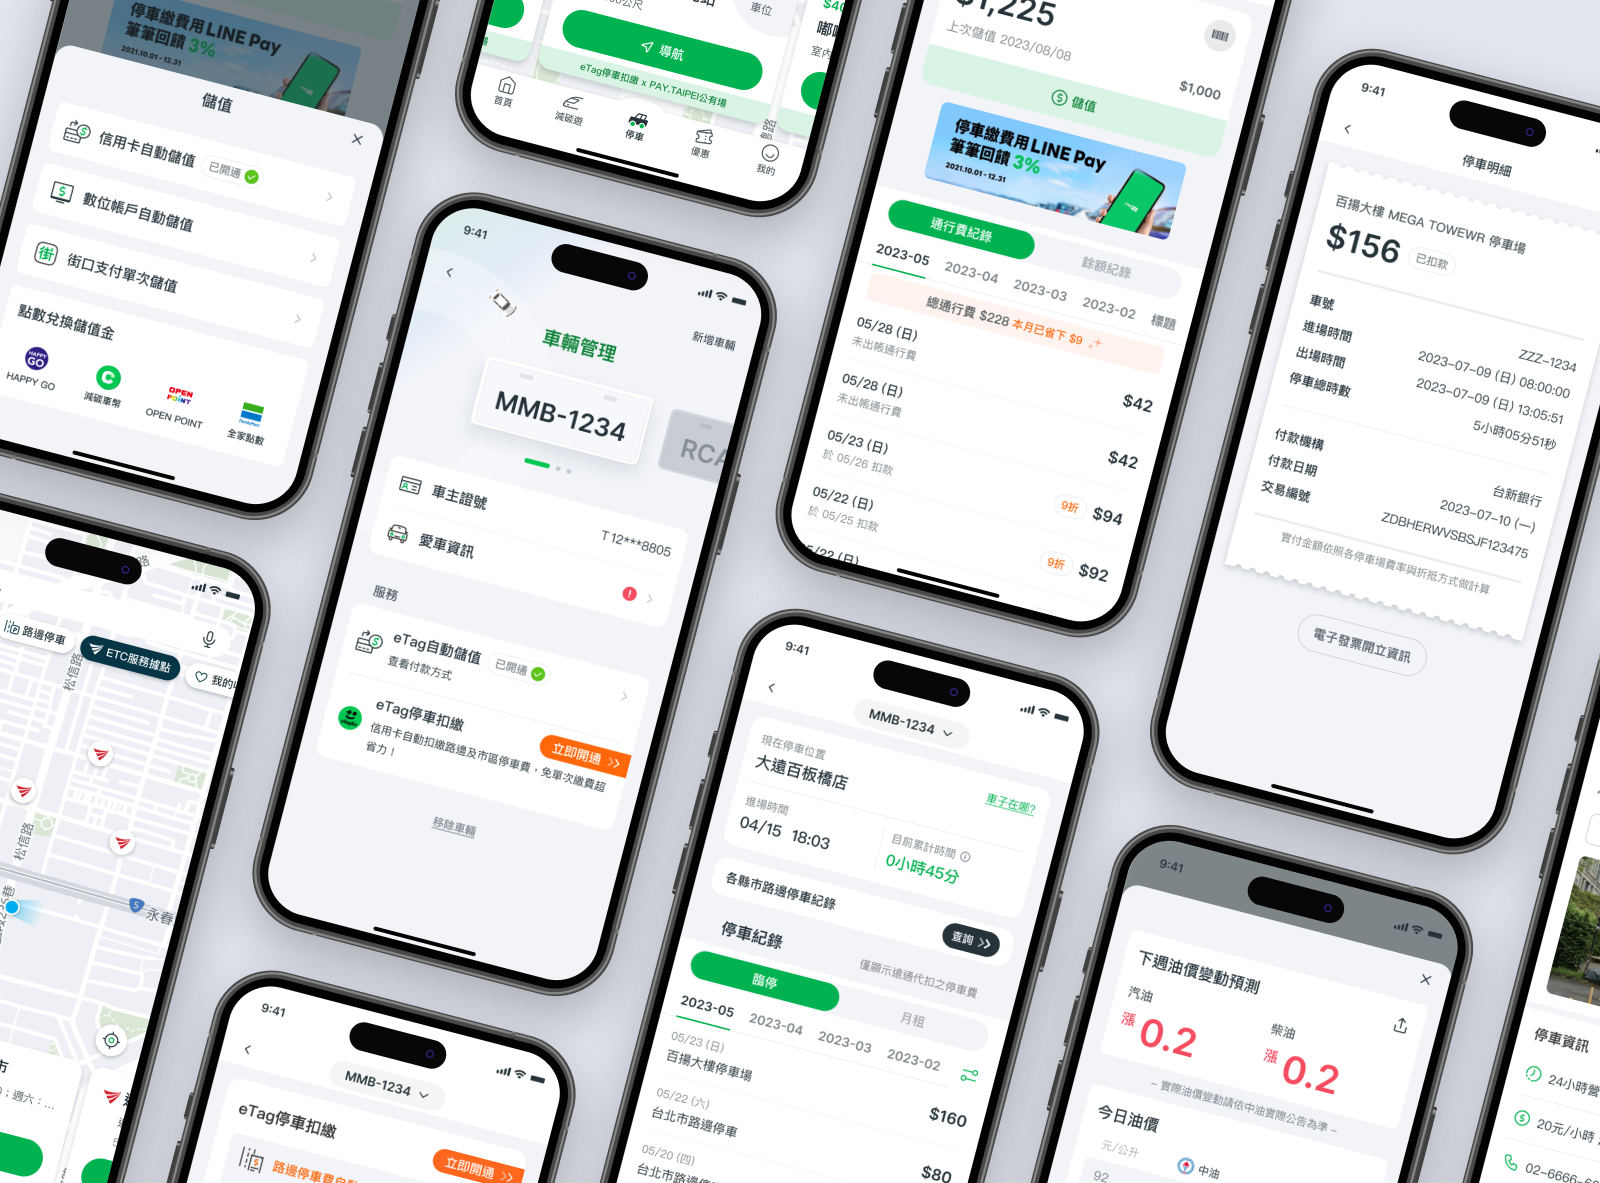 停車繳費用 LINE Pay
筆筆回饋 3%
2021.10.01 - 12.31
儲值
信用卡自動儲值
已開通
數位帳戶自動儲值
街
街口支付單次儲值
點數兌換儲值金
HAPPY GO
HAPPY GO
減碳車幣
OPEN POINT
OPEN POINT
FamilyMart
全家點數
車位
導航
eTag停車扣繳 x PAY.TAIPEI公有場
室內
首頁
減碳遊
停車
優惠
我的
$1,225
上次儲值 2023/08/08
$1,000
儲值
停車繳費用 LINE Pay
筆筆回饋 3%
2021.10.01 - 12.31
通行費紀錄
餘額紀錄
2023-05
2023-04
2023-03
2023-02
標題
總通行費 $228 本月已省下 $9
05/28 (日)
未出帳通行費
$42
05/28 (日)
未出帳通行費
$42
05/23 (日)
於 05/26 扣款
9折
$94
05/22 (日)
於 05/25 扣款
9折
$92
5/22 (日)
9:41
停車明細
百揚大樓 MEGA TOWEWR 停車場
$156
已扣款
車號
ZZZ-1234
進場時間
2023-07-09 (日) 08:00:00
出場時間
2023-07-09 (日) 13:05:51
停車總時數
5小時05分51秒
付款機構
台新銀行
付款日期
2023-07-10 (一)
交易編號
ZDBHERWVSBSJF123475
實付金額依照各停車場費率與折抵方式做計算
電子發票開立資訊
9:41
車輛管理
新增車輛
MMB-1234
RCA
車主證號
T12***8805
愛車資訊
服務
eTag自動儲值
已開通
查看付款方式
eTag停車扣繳
信用卡自動扣繳路邊及市區停車費，免單次繳費超
省力！
立即開通
移除車輛
路
路邊停車
ETC服務據點
我的
松信路
松信路
5
永春
市
；週六：...
9:41
MMB-1234
eTag停車扣繳
立即開通
路邊停車費自動
9:41
MMB-1234
現在停車位置
大遠百板橋店
車子在哪?
進場時間
04/15 18:03
目前累計時間
0小時45分
各縣市路邊停車紀錄
查詢
停車紀錄
僅顯示遠通代扣之停車費
臨停
月租
2023-05
2023-04
2023-03
2023-02
05/23 (日)
百揚大樓停車場
$160
05/22 (六)
台北市路邊停車
$80
05/20 (四)
台北市路邊停車
9:41
下週油價變動預測
汽油
漲 0.2
柴油
漲 0.2
– 實際油價變動請依中油實際公告為準 –
今日油價
元/公升
中油
92
停車資訊
24小時營
20元/小時
02-6666-66